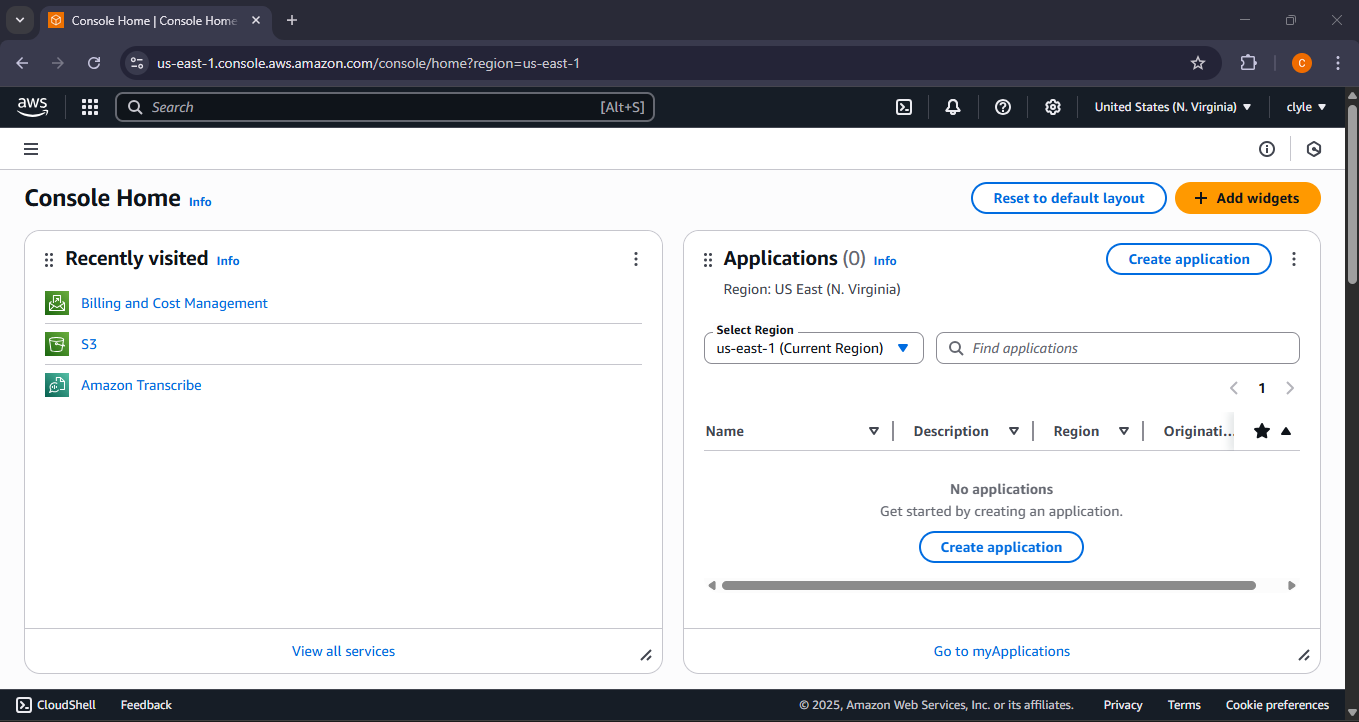 Console Home | Console Home
us-east-1.console.aws.amazon.com/console/home?region=us-east-1
C
aws
Search
[Alt+S]
United States (N. Virginia)
clyle
Console Home Info
Reset to default layout
Add widgets
Recently visited Info
Billing and Cost Management
S3
Amazon Transcribe
View all services
Applications (0) Info
Create application
Region: US East (N. Virginia)
Select Region
us-east-1 (Current Region)
Find applications
1
Name
Description
Region
Originati...
No applications
Get started by creating an application.
Create application
Go to myApplications
CloudShell
Feedback
© 2025, Amazon Web Services, Inc. or its affiliates.
Privacy
Terms
Cookie preferences